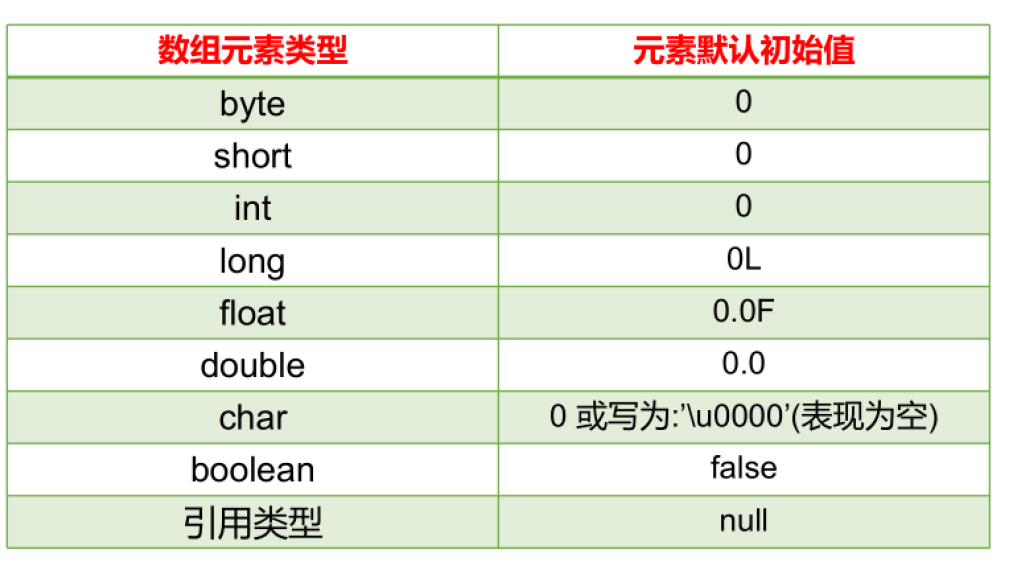 数组元素类型 元素默认初始值
byte 0
short 0
int 0
long 0L
float 0.0F
double 0.0
char 0 或写为:’\u0000’(表现为空)
boolean false
引用类型 null